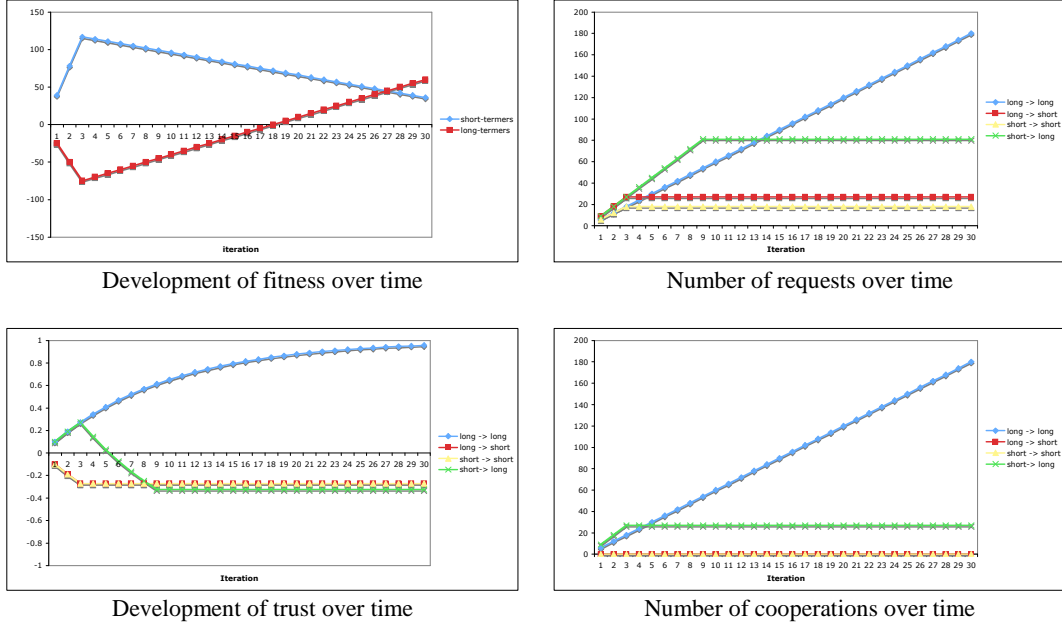 150
100
50
0
-50
-100
-150
1 2 3 4 5 6 7 8 9 10 11 12 13 14 15 16 17 18 19 20 21 22 23 24 25 26 27 28 29 30
iteration
short-termers
long-termers
Development of fitness over time
200
180
160
140
120
100
80
60
40
20
0
1 2 3 4 5 6 7 8 9 10 11 12 13 14 15 16 17 18 19 20 21 22 23 24 25 26 27 28 29 30
Iteration
long -> long
long -> short
short -> short
short-> long
Number of requests over time
1
0.8
0.6
0.4
0.2
0
-0.2
-0.4
-0.6
-0.8
-1
1 2 3 4 5 6 7 8 9 10 11 12 13 14 15 16 17 18 19 20 21 22 23 24 25 26 27 28 29 30
Iteration
long -> long
long -> short
short -> short
short-> long
Development of trust over time
200
180
160
140
120
100
80
60
40
20
0
1 2 3 4 5 6 7 8 9 10 11 12 13 14 15 16 17 18 19 20 21 22 23 24 25 26 27 28 29 30
Iteration
long -> long
long -> short
short -> short
short-> long
Number of cooperations over time